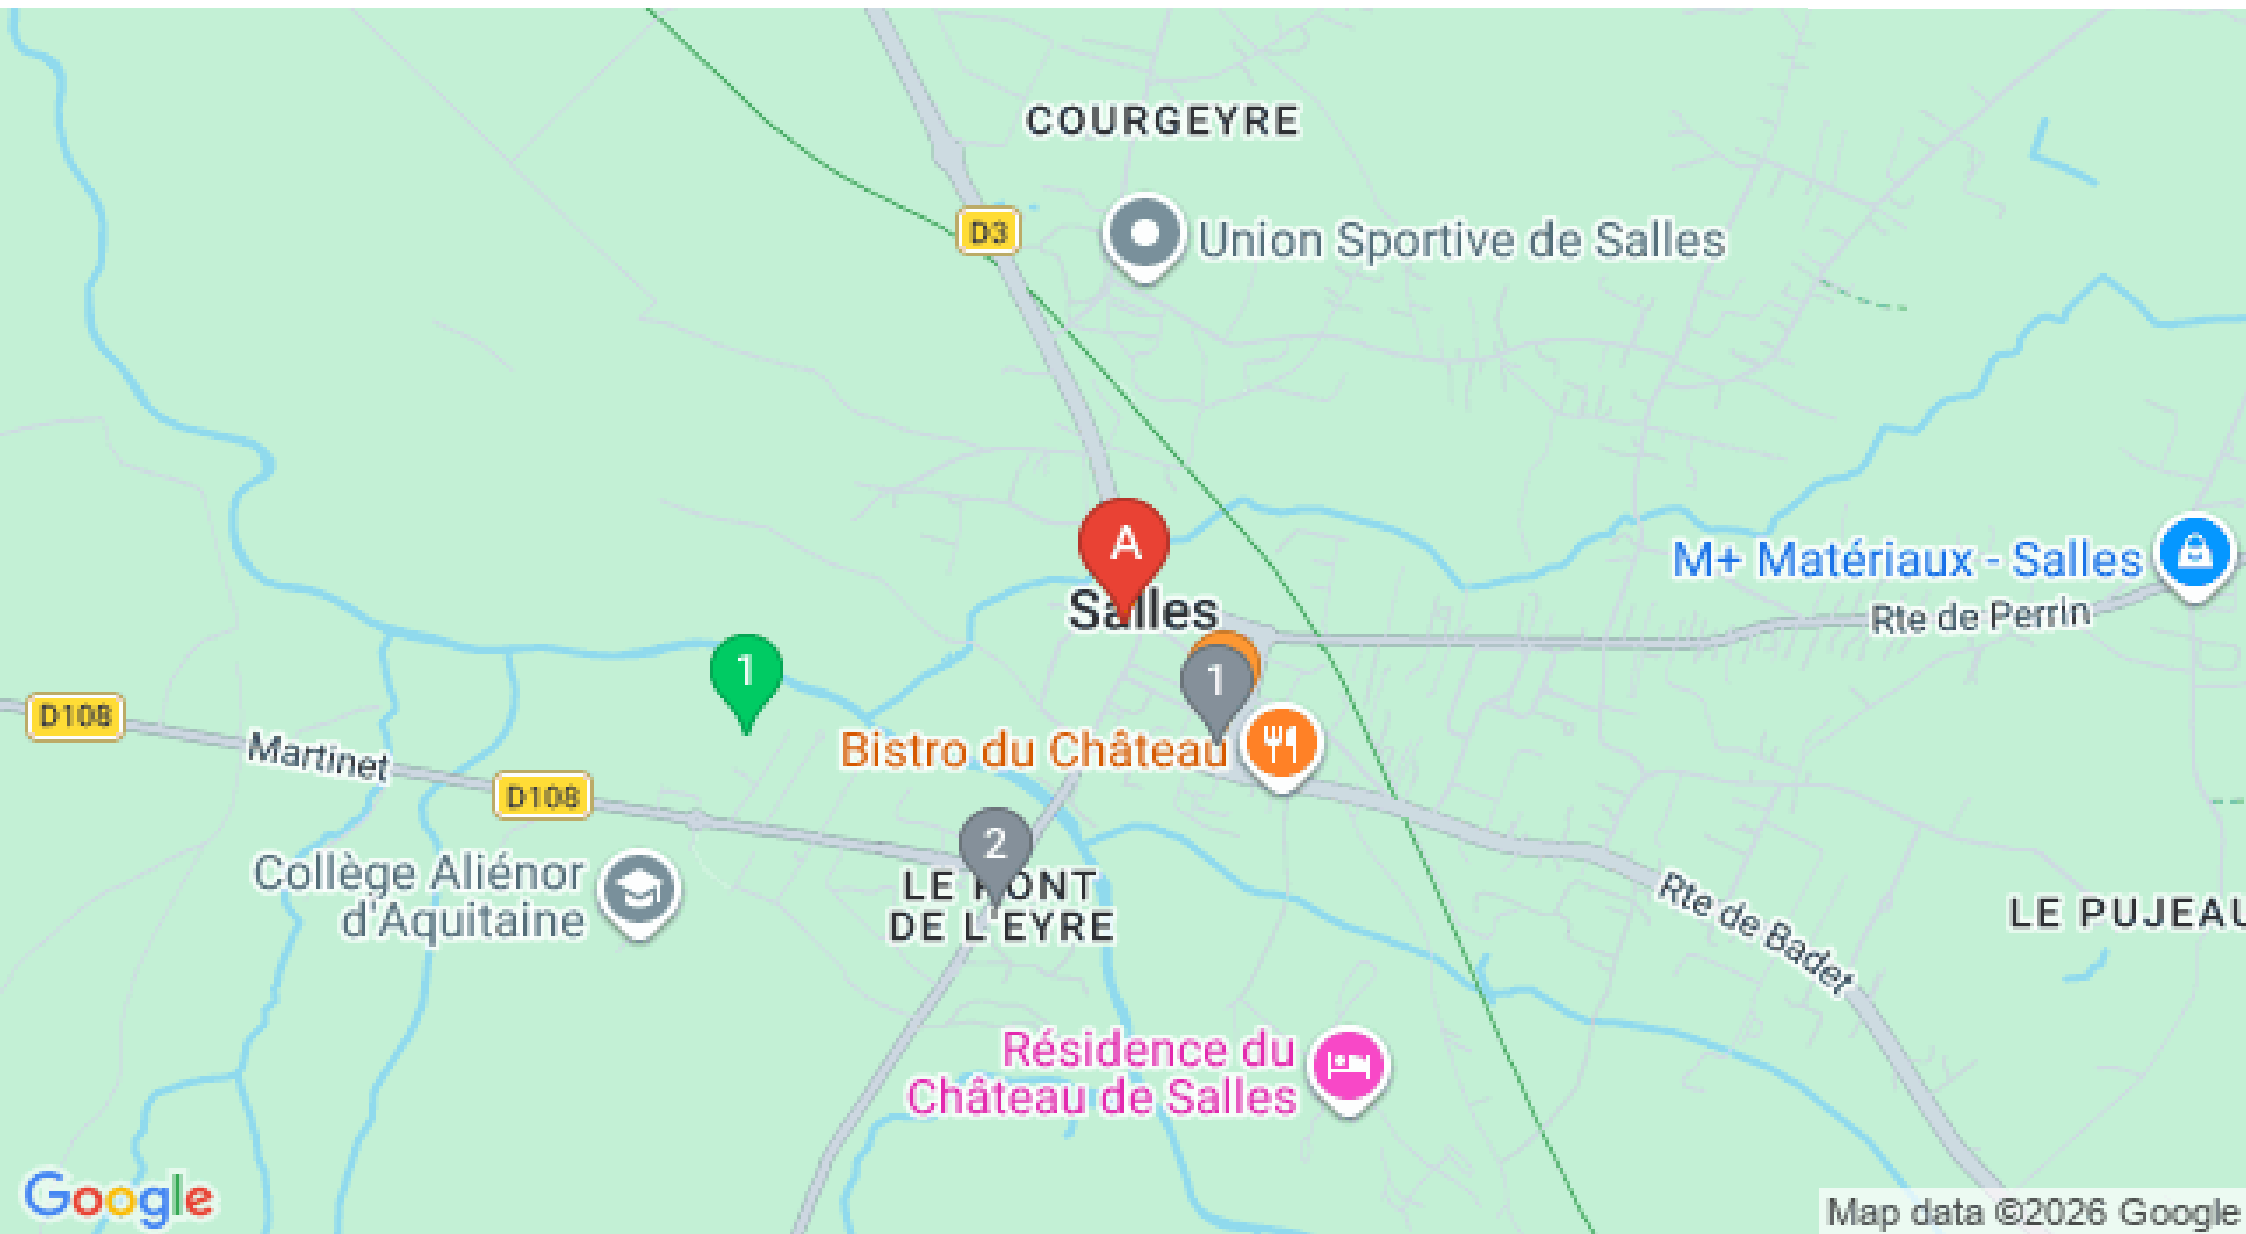 COURGEYRE
D3
Union Sportive de Salles
A
Salles
M+ Matériaux - Salles
Rte de Perrin
1
1
D108
Martinet
Bistro du Château
D108
2
Collège Aliénor
d'Aquitaine
LE PONT
DE L'EYRE
Rte de Badet
LE PUJEAU
Résidence du
Château de Salles
Google
Map data ©2026 Google